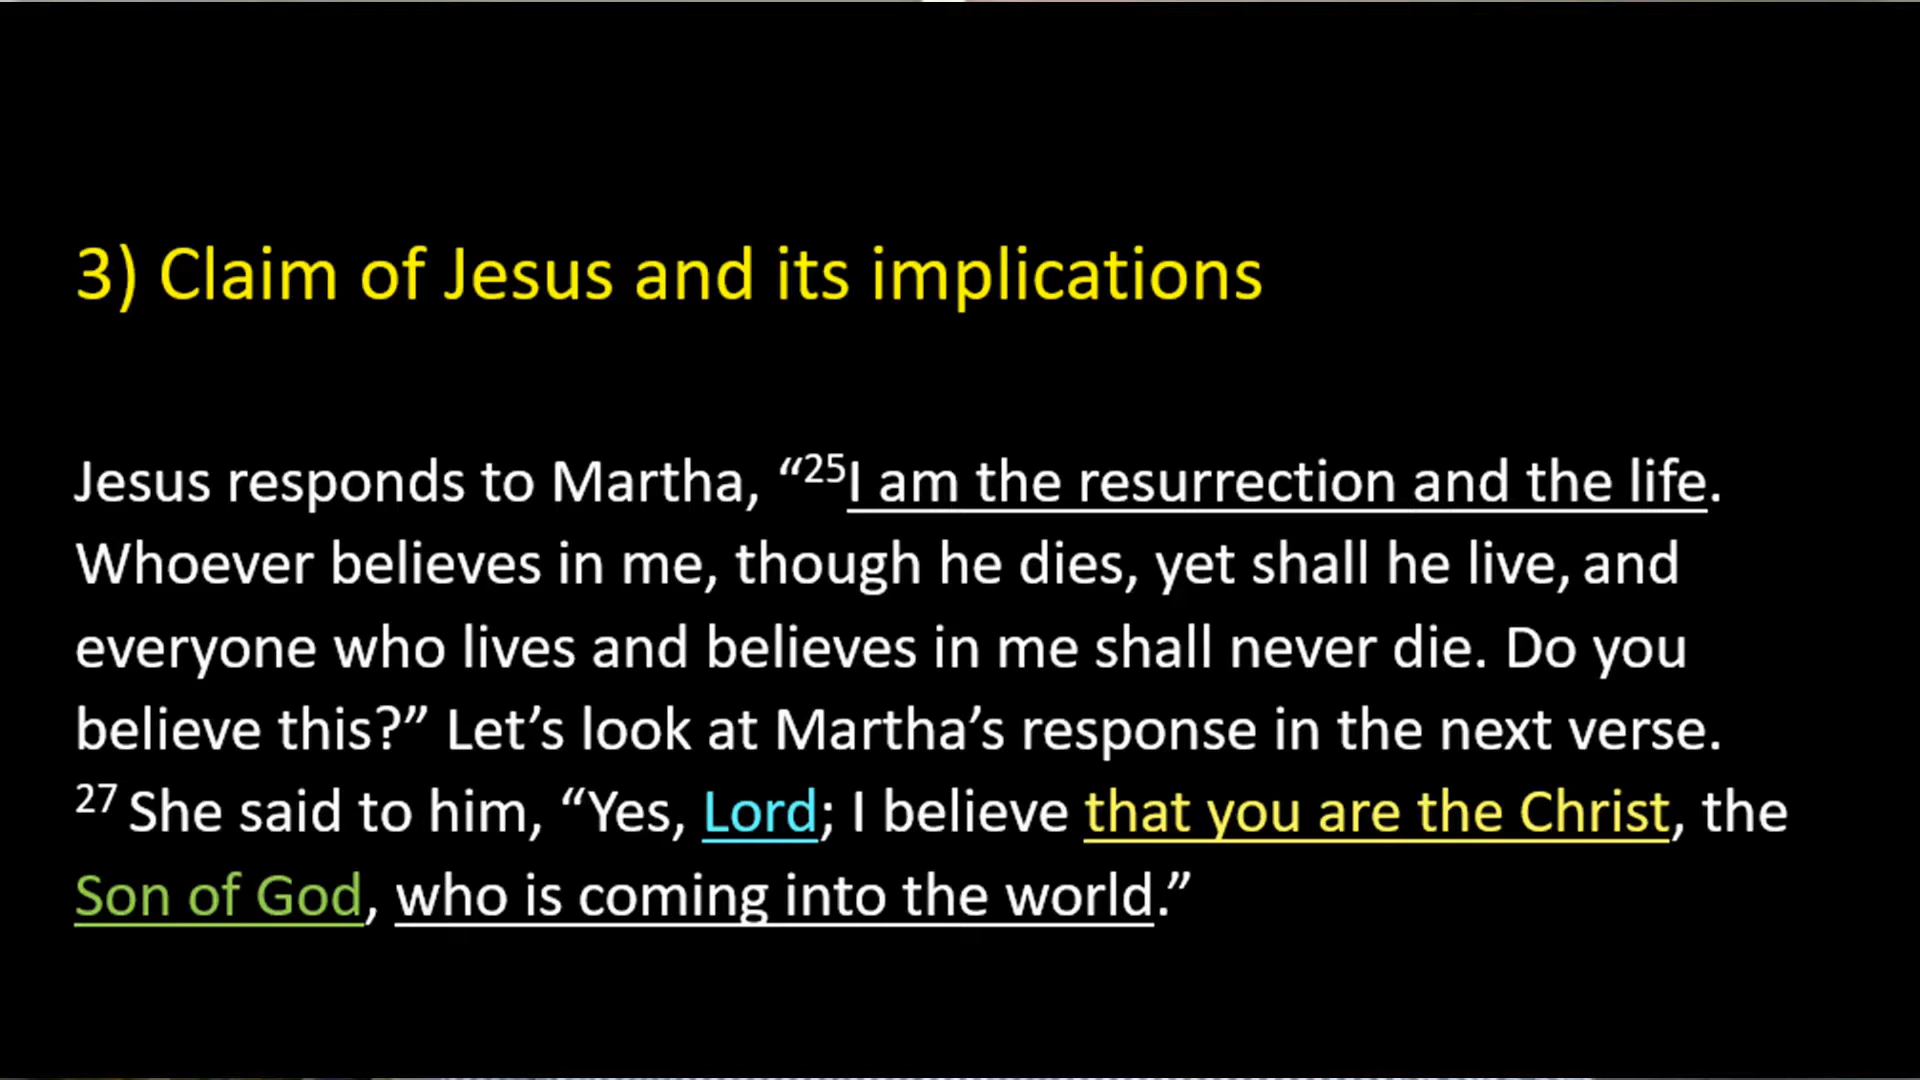 3) Claim of Jesus and its implications
Jesus responds to Martha, “25I am the resurrection and the life.
Whoever believes in me, though he dies, yet shall he live, and
everyone who lives and believes in me shall never die. Do you
believe this?” Let’s look at Martha’s response in the next verse.
27 She said to him, “Yes, Lord; I believe that you are the Christ, the
Son of God, who is coming into the world.”